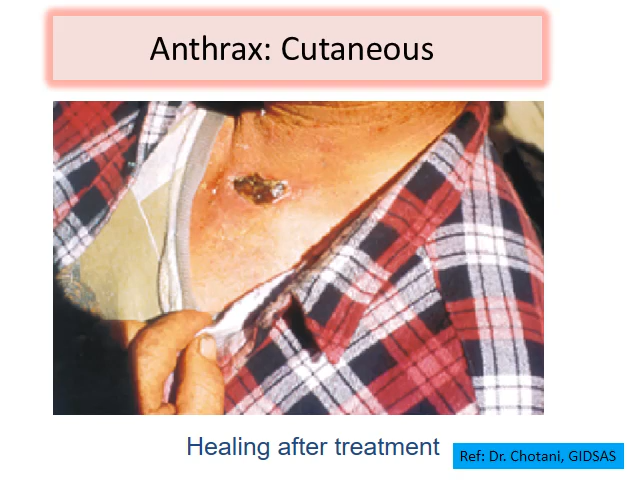 Anthrax: Cutaneous
Healing after treatment
Ref: Dr. Chotani, GIDSAS